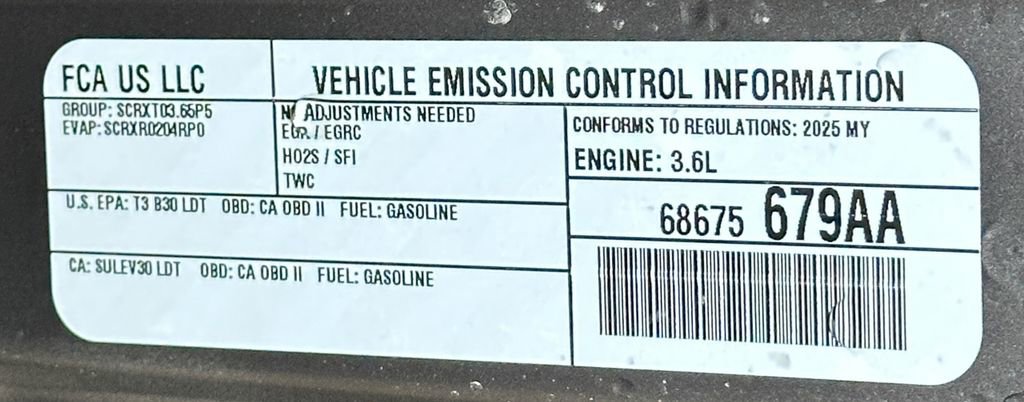 FCA US LLC
VEHICLE EMISSION CONTROL INFORMATION
GROUP: SCRXT03.65P5
EVAP: SCRXR0204RP0
ADJUSTMENTS NEEDED
/ EGRC
HO2S / SFI
TWC
CONFORMS TO REGULATIONS: 2025 MY
ENGINE: 3.6L
U.S. EPA: T3 B30 LDT OBD: CA OBD II FUEL: GASOLINE
68675 679AA
CA: SULEV30 LDT OBD: CA OBD II FUEL: GASOLINE